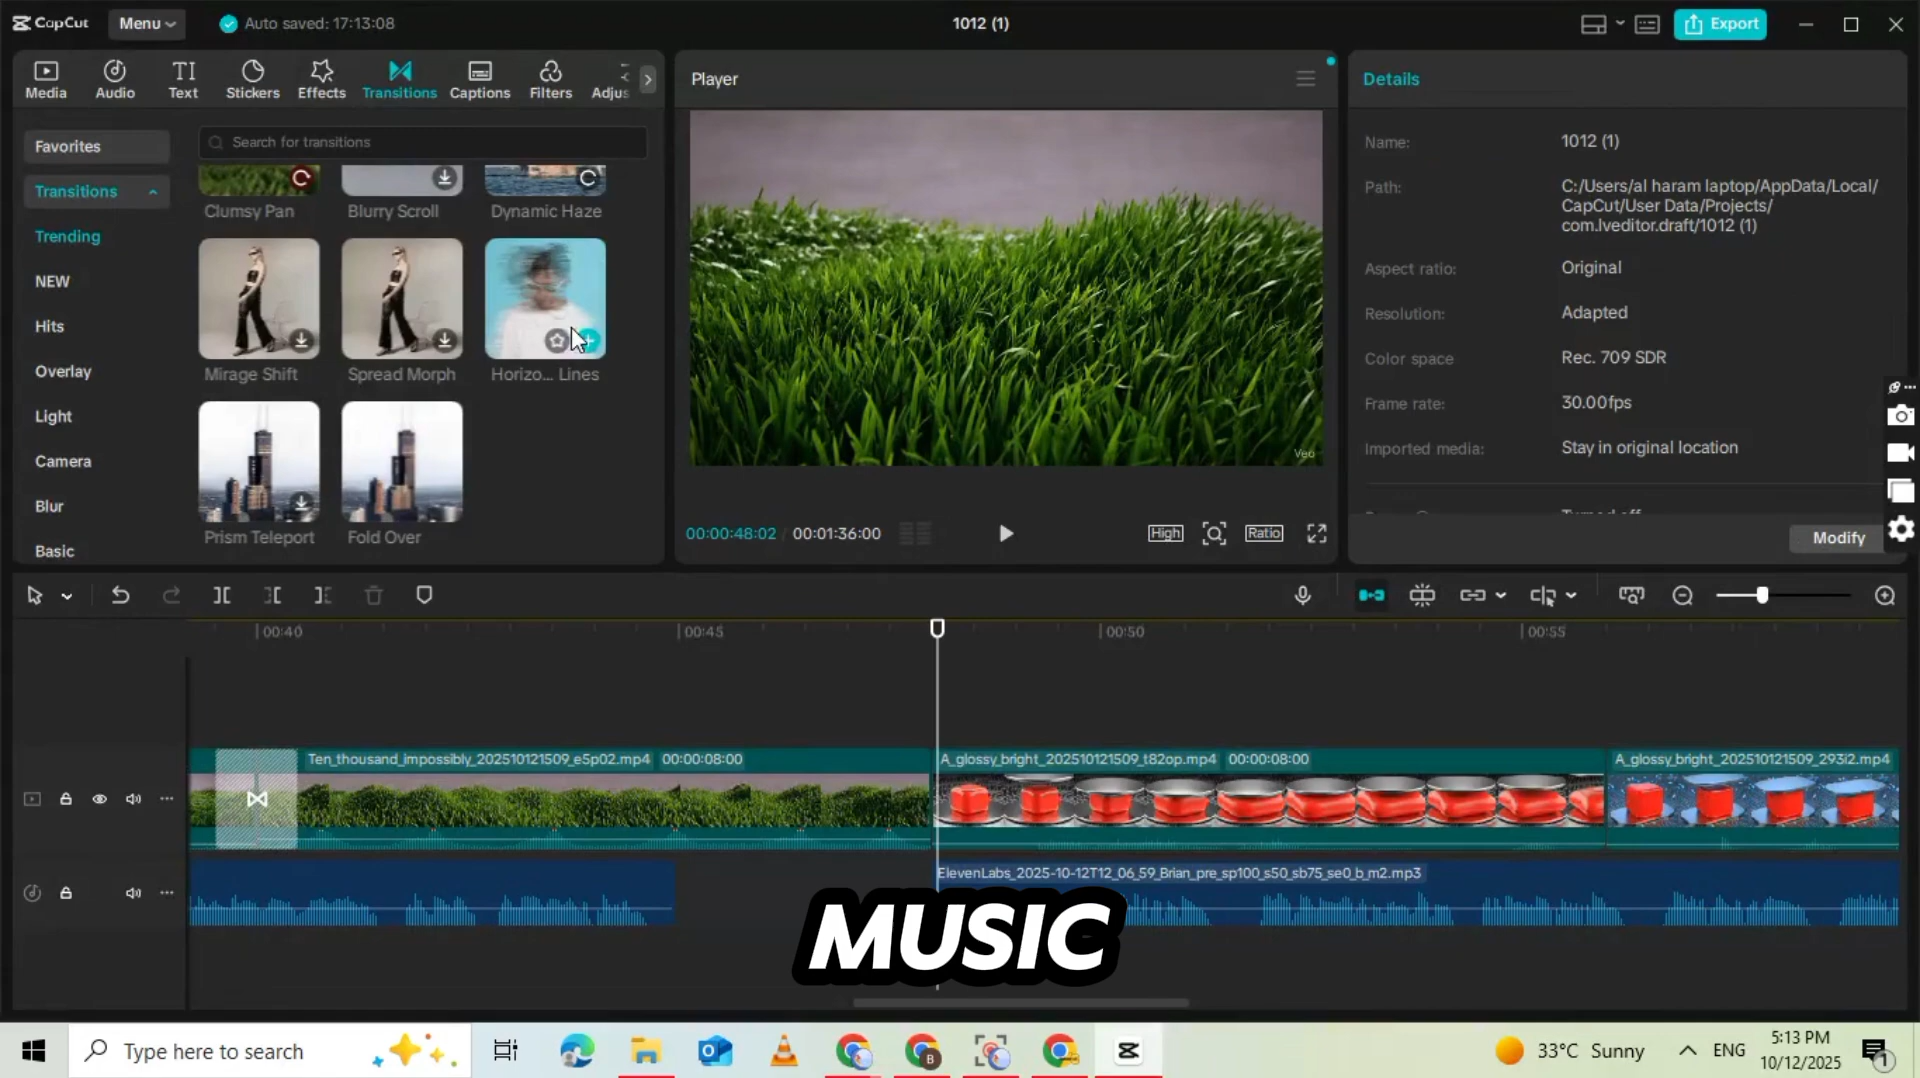 CapCut
Menu
Auto saved: 17:13:08
1012 (1)
Export
Media
Audio
TI
Text
Stickers
Effects
Transitions
Captions
Filters
Adjus
Player
Details
Favorites
Search for transitions
Transitions
Trending
NEW
Hits
Overlay
Light
Camera
Blur
Basic
Clumsy Pan
Blurry Scroll
Dynamic Haze
Mirage Shift
Spread Morph
Horizo... Lines
Prism Teleport
Fold Over
Veo
00:00:48:02 / 00:01:36:00
High
Ratio
Name:
1012 (1)
Path:
C:/Users/al haram laptop/AppData/Local/
CapCut/User Data/Projects/
com.lveditor.draft/1012 (1)
Aspect ratio:
Original
Resolution:
Adapted
Color space
Rec. 709 SDR
Frame rate:
30.00fps
Imported media:
Stay in original location
Modify
00:40
00:45
00:50
00:55
Ten_thousand_impossibly_202510121509_e5p02.mp4 00:00:08:00
A_glossy_bright_202510121509_t82op.mp4 00:00:08:00
A_glossy_bright_202510121509_293i2.mp4
ElevenLabs_2025-10-12T12_06_59_Brian_pre_sp100_s50_sb75_se0_b_m2.mp3
MUSIC
Type here to search
B
33°C Sunny
ENG
5:13 PM
10/12/2025
1